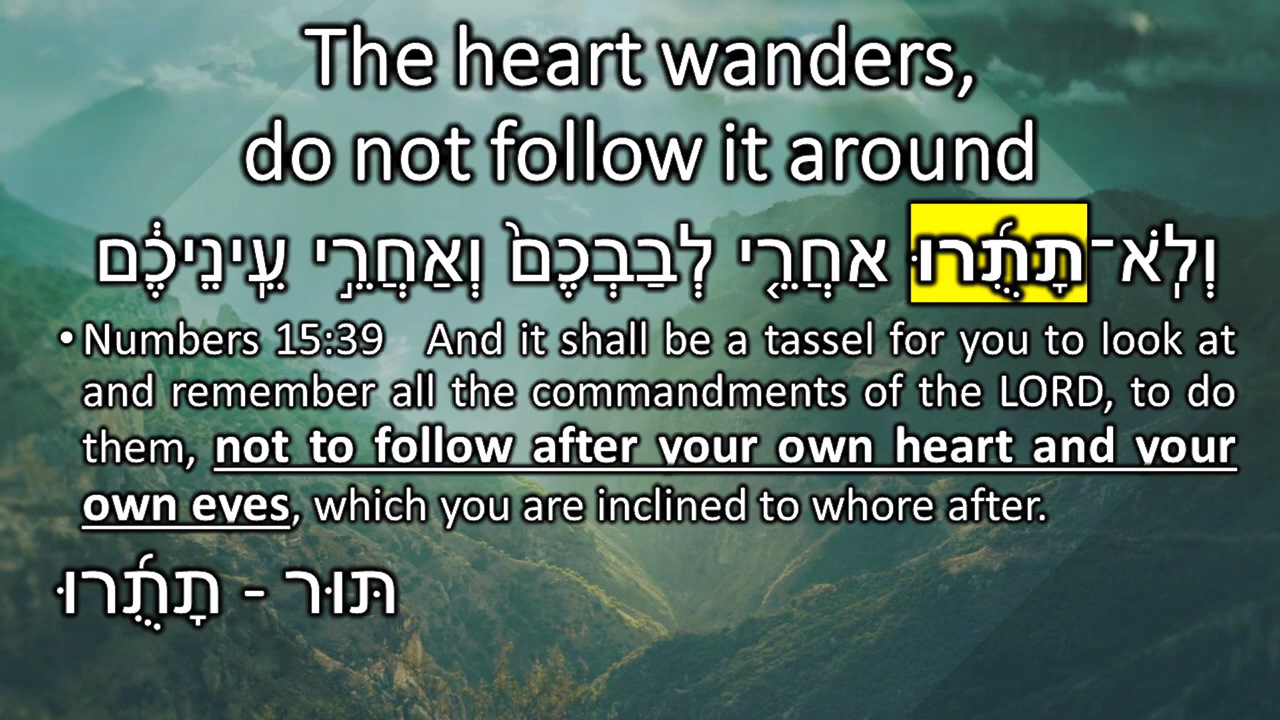 The heart wanders,
do not follow it around
וְלֹֽא־תָתֻ֜רוּ אַחֲרֵ֤י לְבַבְכֶם֙ וְאַחֲרֵ֣י עֵֽינֵיכֶ֔ם
• Numbers 15:39 And it shall be a tassel for you to look at
and remember all the commandments of the LORD, to do
them, not to follow after your own heart and your
own eyes, which you are inclined to whore after.
תּוּר - תָתֻ֜רוּ